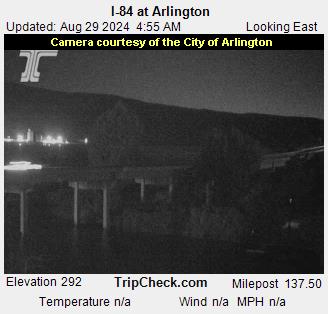 I-84 at Arlington
Updated: Aug 29 2024 4:55 AM Looking East
Camera courtesy of the City of Arlington
Elevation 292 TripCheck.com Milepost 137.50
Temperature n/a Wind n/a MPH n/a